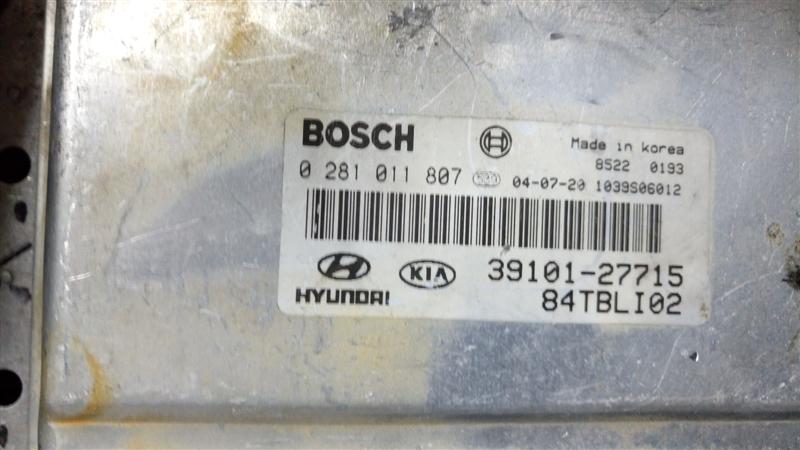 BOSCH
Made in korea
8522 0193
0 281 011 807
04-07-20 1039S06012
HYUNDAI
KIA
39101-27715
84TBLI02